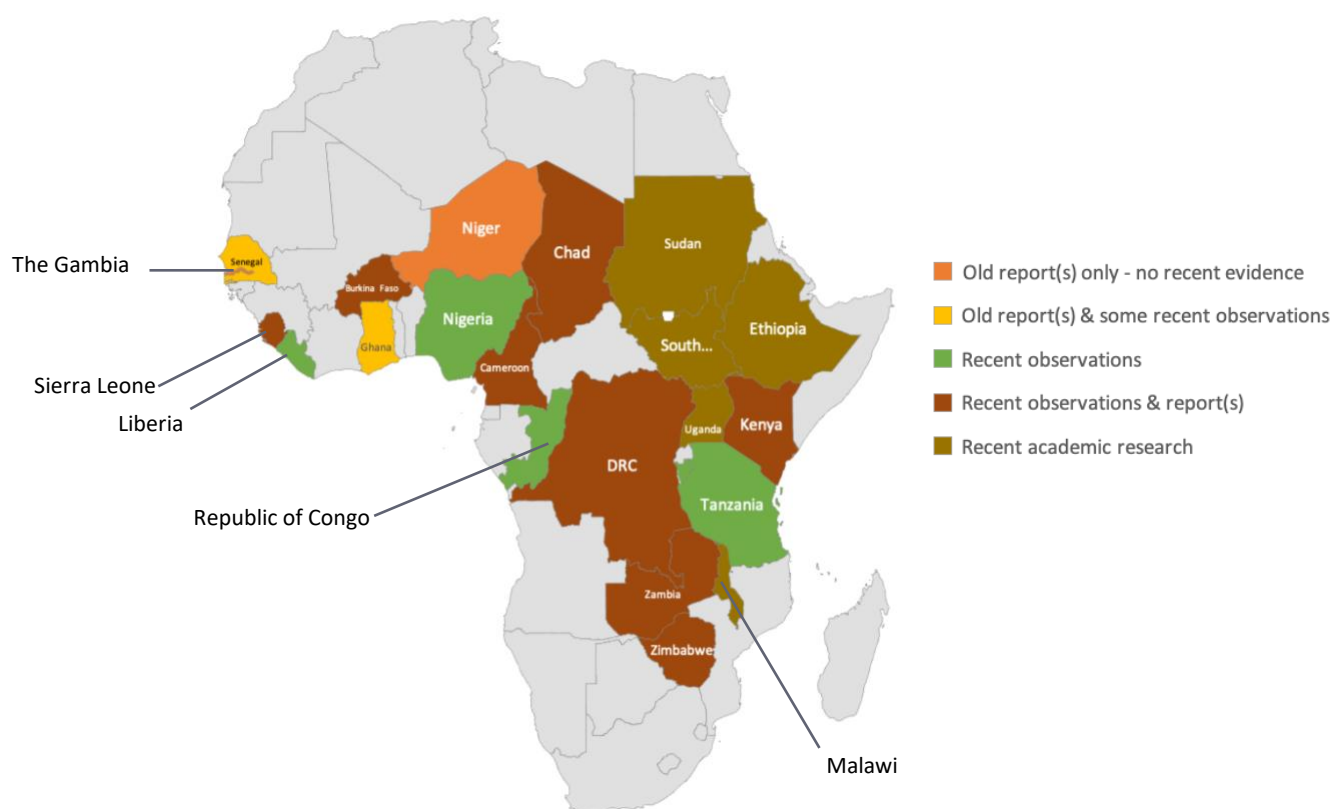 Niger
Chad
Sudan
Senegal
The Gambia
Burkina Faso
Nigeria
Ethiopia
Ghana
South...
Cameroon
Sierra Leone
Liberia
Uganda
Kenya
DRC
Republic of Congo
Tanzania
Zambia
Zimbabwe
Malawi
Old report(s) only - no recent evidence
Old report(s) & some recent observations
Recent observations
Recent observations & report(s)
Recent academic research